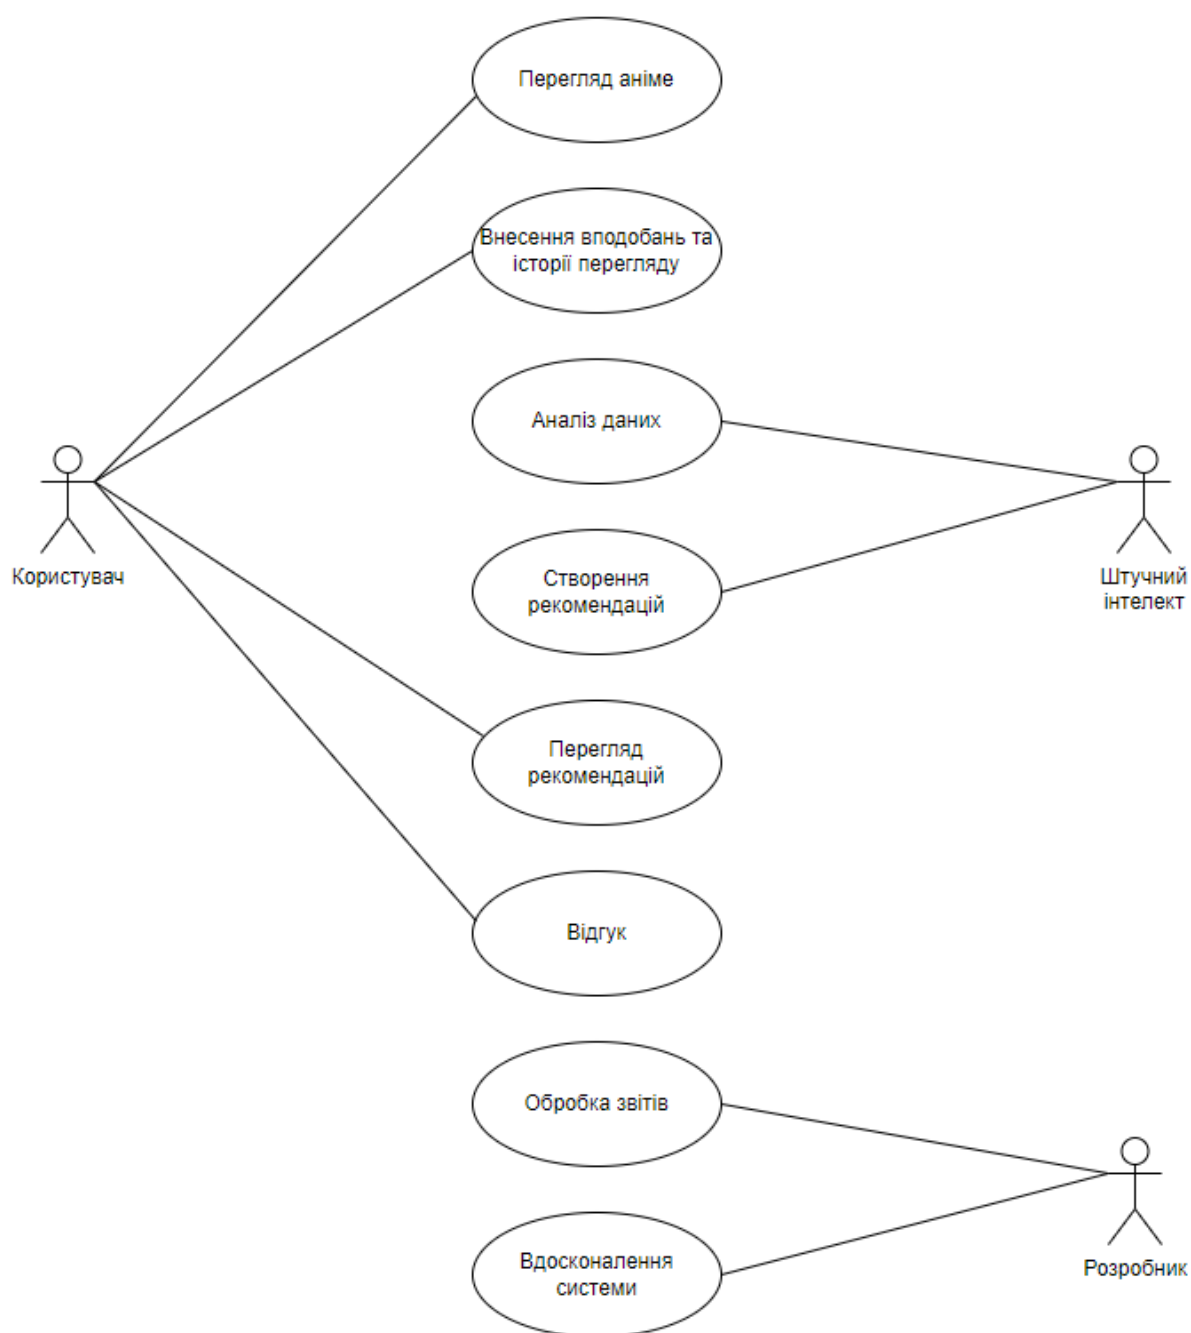 Перегляд аніме
Внесення вподобань та
історії перегляду
Аналіз даних
Користувач
Створення
рекомендацій
Штучний
інтелект
Перегляд
рекомендацій
Відгук
Обробка звітів
Вдосконалення
системи
Розробник